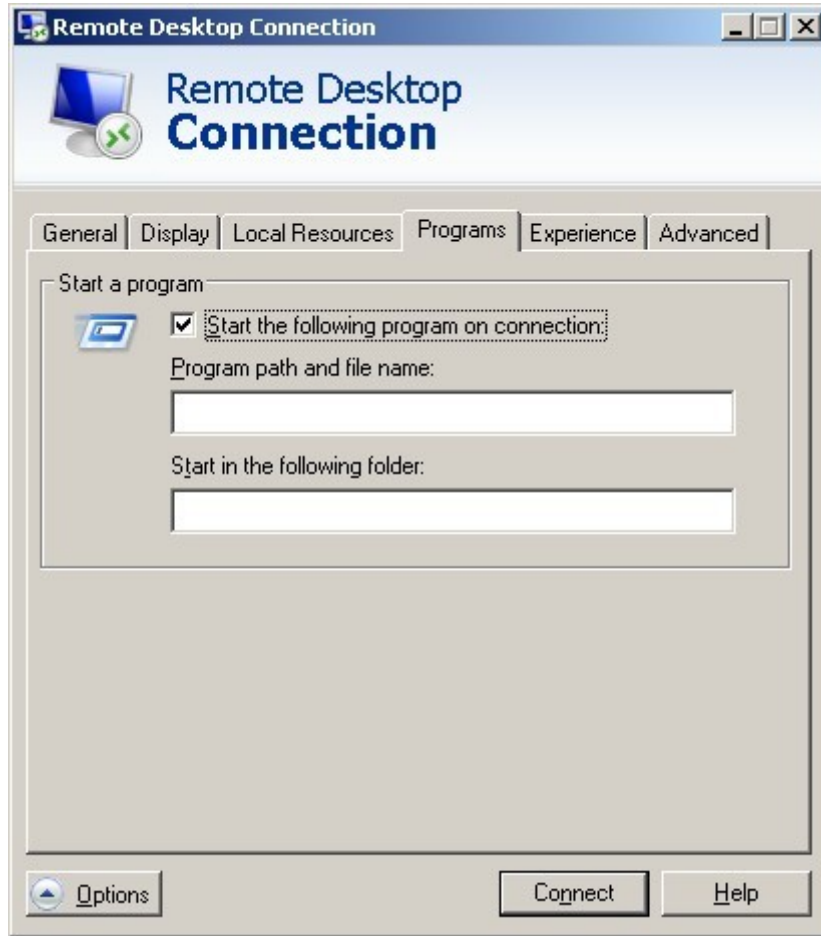 Remote Desktop Connection
Remote Desktop
Connection
General Display Local Resources Programs Experience Advanced
Start a program
Start the following program on connection:
Program path and file name:
Start in the following folder:
Options Connect Help